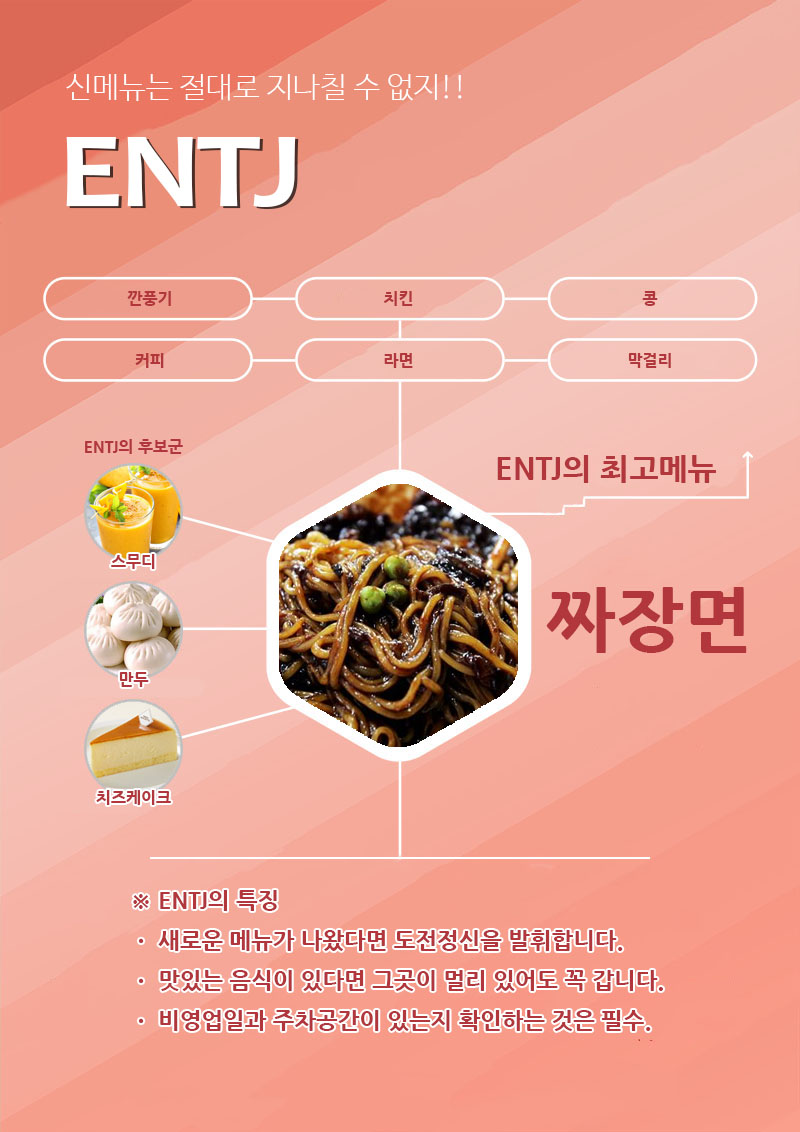 신메뉴는 절대로 지나칠 수 없지!!
ENTJ
깐풍기 치킨 콩
커피 라면 막걸리
ENTJ의 후보군
스무디
만두
치즈케이크
ENTJ의 최고메뉴
짜장면
※ ENTJ의 특징
· 새로운 메뉴가 나왔다면 도전정신을 발휘합니다.
· 맛있는 음식이 있다면 그곳이 멀리 있어도 꼭 갑니다.
· 비영업일과 주차공간이 있는지 확인하는 것은 필수.